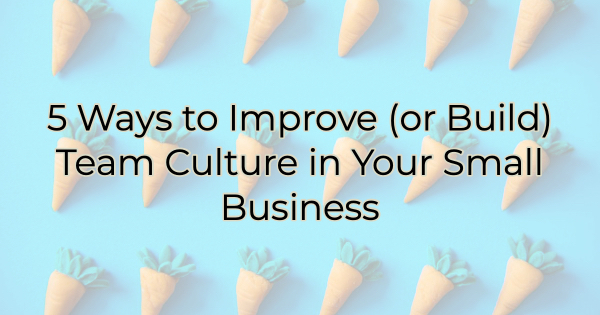 5 Ways to Improve (or Build)
Team Culture in Your Small
Business